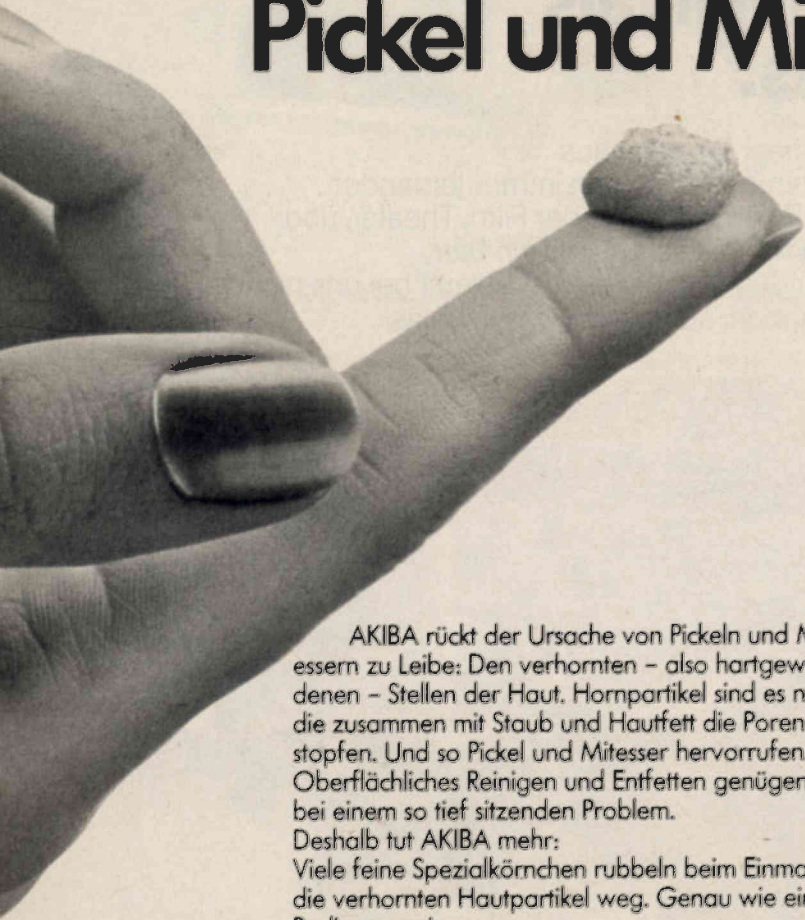 Pickel und Mi
AKIBA rückt der Ursache von Pickeln und M
essern zu Leibe: Den verhornten – also hartgew
denen – Stellen der Haut. Hornpartikel sind es n
die zusammen mit Staub und Hautfett die Poren
stopfen. Und so Pickel und Mitesser hervorrufen.
Oberflächliches Reinigen und Entfetten genügen
bei einem so tief sitzenden Problem.
Deshalb tut AKIBA mehr:
Viele feine Spezialkörnchen rubbeln beim Einma
die verhornten Hautpartikel weg. Genau wie ein